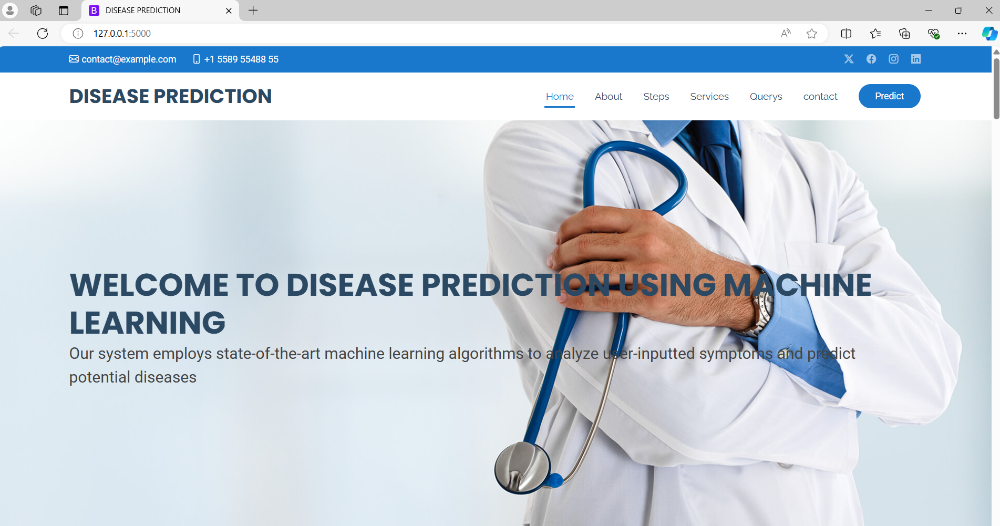 DISEASE PREDICTION
127.0.0.1:5000
contact@example.com +1 5589 55488 55
DISEASE PREDICTION Home About Steps Services Querys contact Predict
WELCOME TO DISEASE PREDICTION USING MACHINE
LEARNING
Our system employs state-of-the-art machine learning algorithms to analyze user-inputted symptoms and predict
potential diseases